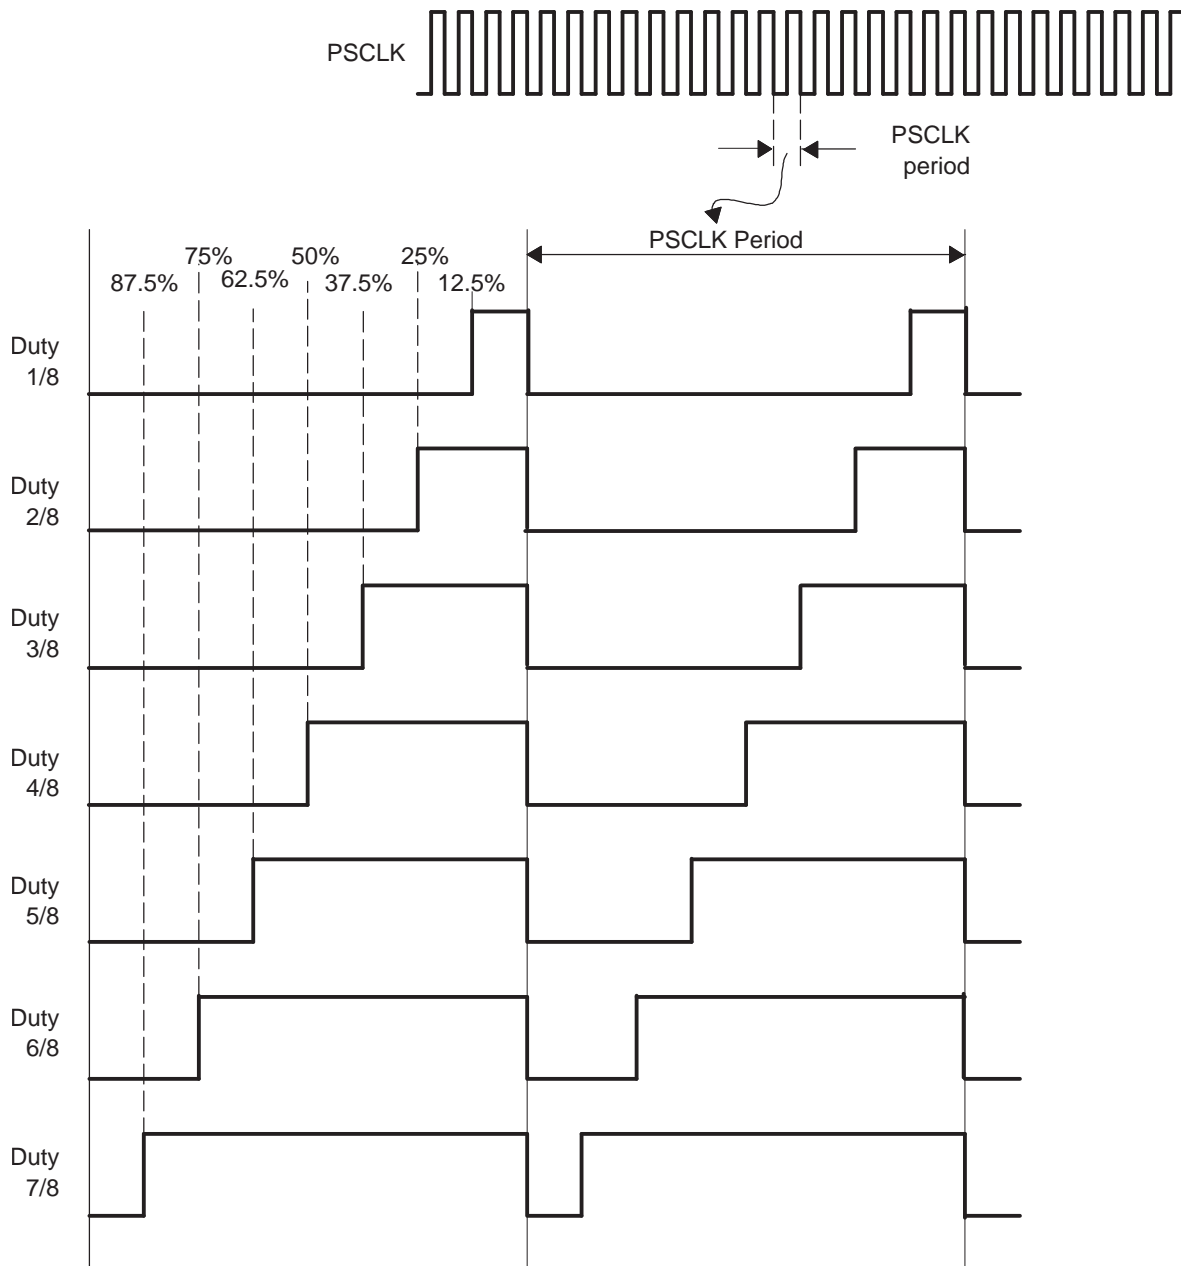 PSCLK
PSCLK
period
PSCLK Period
75%
50%
25%
87.5%
62.5%
37.5%
12.5%
Duty
1/8
Duty
2/8
Duty
3/8
Duty
4/8
Duty
5/8
Duty
6/8
Duty
7/8